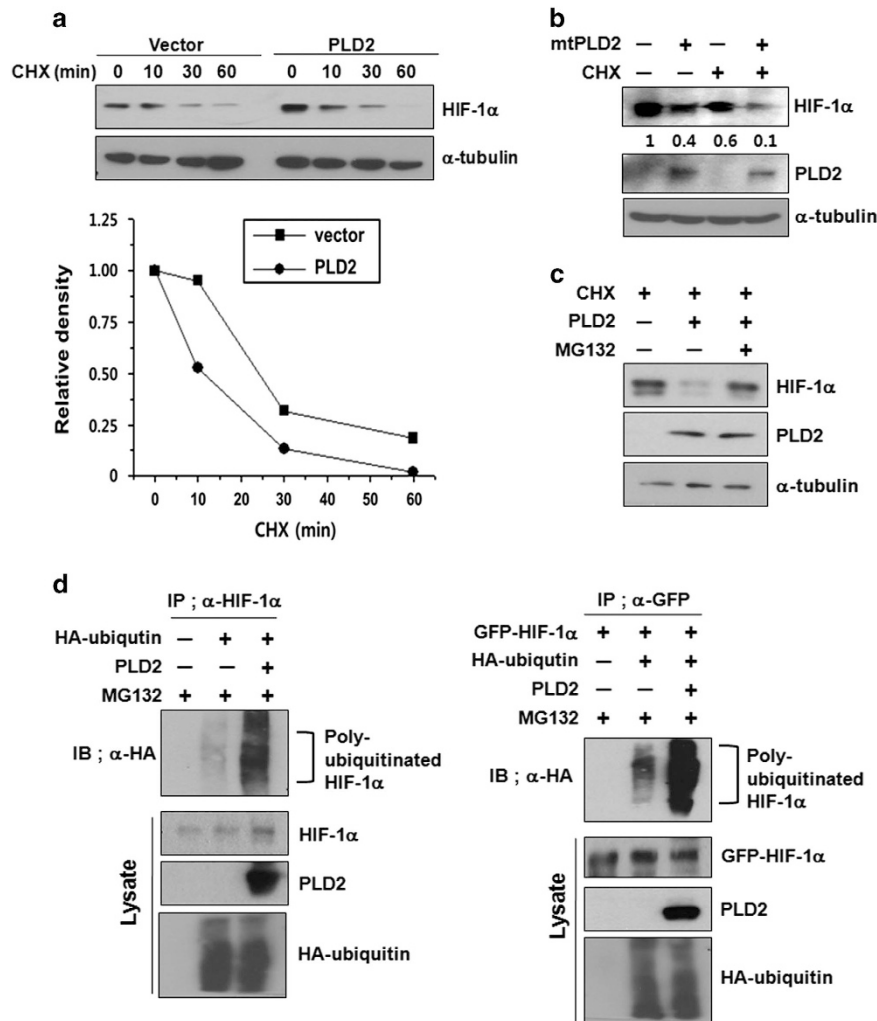 a
Vector PLD2
CHX (min) 0 10 30 60 0 10 30 60
HIF-1α
α-tubulin
1.25
1.00
0.75
0.50
0.25
0
Relative density
vector
PLD2
0 10 20 30 40 50 60
CHX (min)
b
mtPLD2 – + – +
CHX – – + +
HIF-1α
1 0.4 0.6 0.1
PLD2
α-tubulin
c
CHX + + +
PLD2 – + +
MG132 – – +
HIF-1α
PLD2
α-tubulin
d
IP ; α-HIF-1α
HA-ubiqutin – + +
PLD2 – – +
MG132 + + +
IB ; α-HA
Poly-
ubiquitinated
HIF-1α
Lysate
HIF-1α
PLD2
HA-ubiquitin
IP ; α-GFP
GFP-HIF-1α + + +
HA-ubiqutin – + +
PLD2 – – +
MG132 + + +
IB ; α-HA
Poly-
ubiquitinated
HIF-1α
Lysate
GFP-HIF-1α
PLD2
HA-ubiquitin